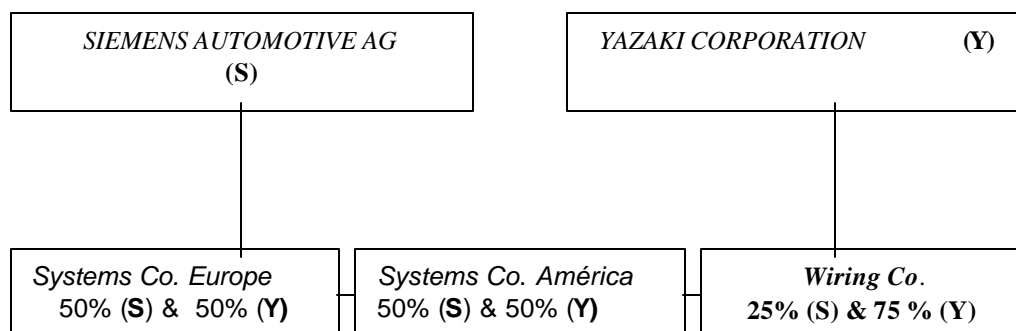 SIEMENS AUTOMOTIVE AG
(S)
YAZAKI CORPORATION (Y)
Systems Co. Europe
50% (S) & 50% (Y)
Systems Co. América
50% (S) & 50% (Y)
Wiring Co.
25% (S) & 75 % (Y)